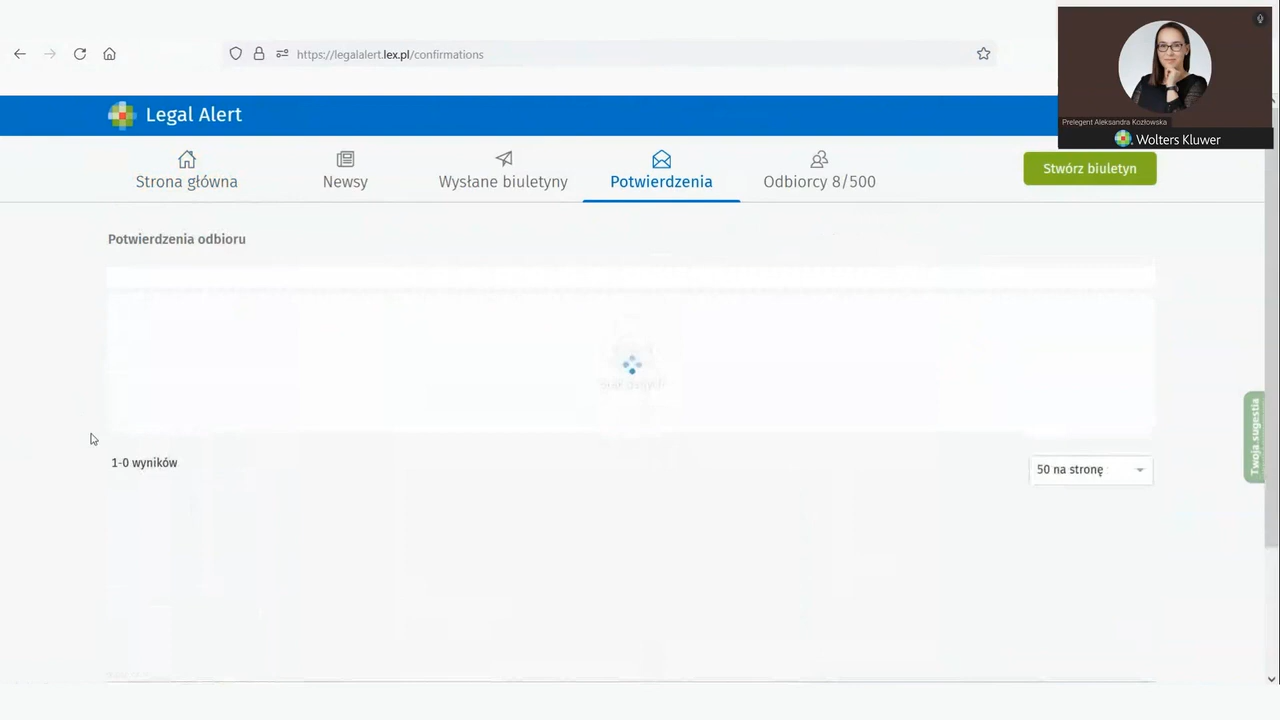 https://legalalert.lex.pl/confirmations
Prelegent Aleksandra Kozłowska
Wolters Kluwer
Legal Alert
Strona główna
Newsy
Wysłane biuletyny
Potwierdzenia
Odbiorcy 8/500
Stwórz biuletyn
Potwierdzenia odbioru
Twoja sugestia
1-0 wyników
50 na stronę